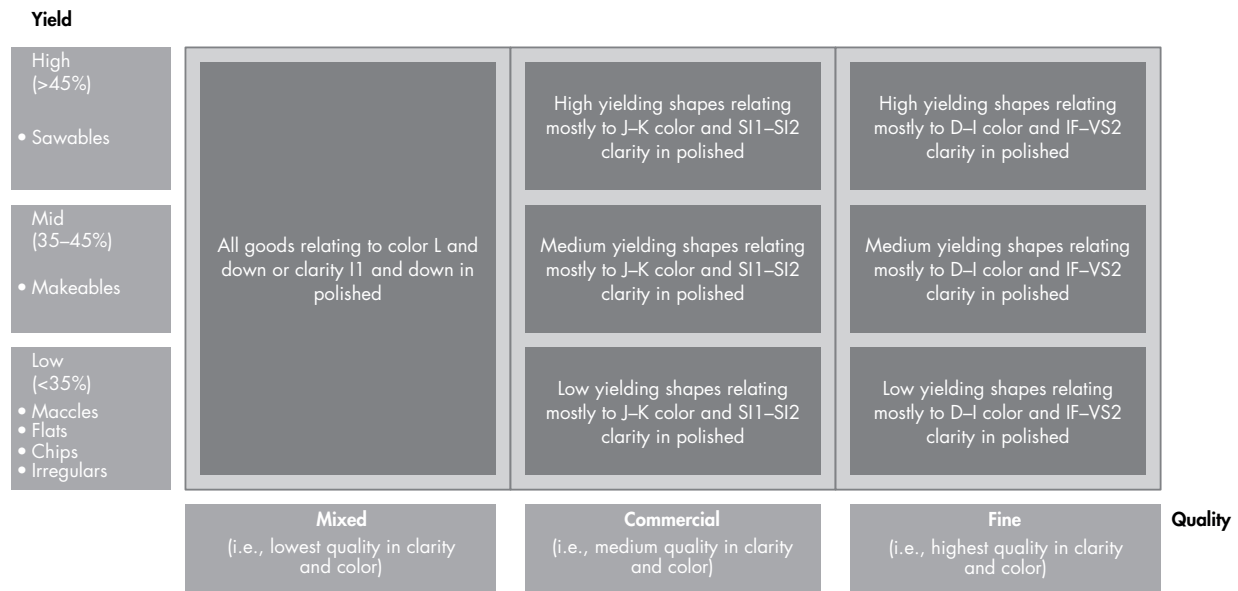 Yield
High
(>45%)
• Sawables
High yielding shapes relating
mostly to J–K color and SI1–SI2
clarity in polished
High yielding shapes relating
mostly to D–I color and IF–VS2
clarity in polished
Mid
(35–45%)
• Makeables
All goods relating to color L and
down or clarity I1 and down in
polished
Medium yielding shapes relating
mostly to J–K color and SI1–SI2
clarity in polished
Medium yielding shapes relating
mostly to D–I color and IF–VS2
clarity in polished
Low
(<35%)
• Maccles
• Flats
• Chips
• Irregulars
Low yielding shapes relating
mostly to J–K color and SI1–SI2
clarity in polished
Low yielding shapes relating
mostly to D–I color and IF–VS2
clarity in polished
Mixed
(i.e., lowest quality in clarity
and color)
Commercial
(i.e., medium quality in clarity
and color)
Fine
(i.e., highest quality in clarity
and color)
Quality